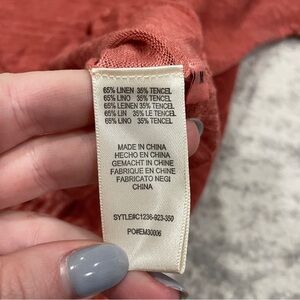 65% LINEN 35% TENCEL
65% LINO 35% TENCEL
65% LEINEN 35% TENCEL
65% LIN 35% LE TENCEL
65% LINO 35% TENCEL
MADE IN CHINA
HECHO EN CHINA
GEMACHT IN CHINE
FABRIQUE EN CHINE
FABRICATO NEGI
CHINA
SYTLE#C1236-923-350
PO#EM30006